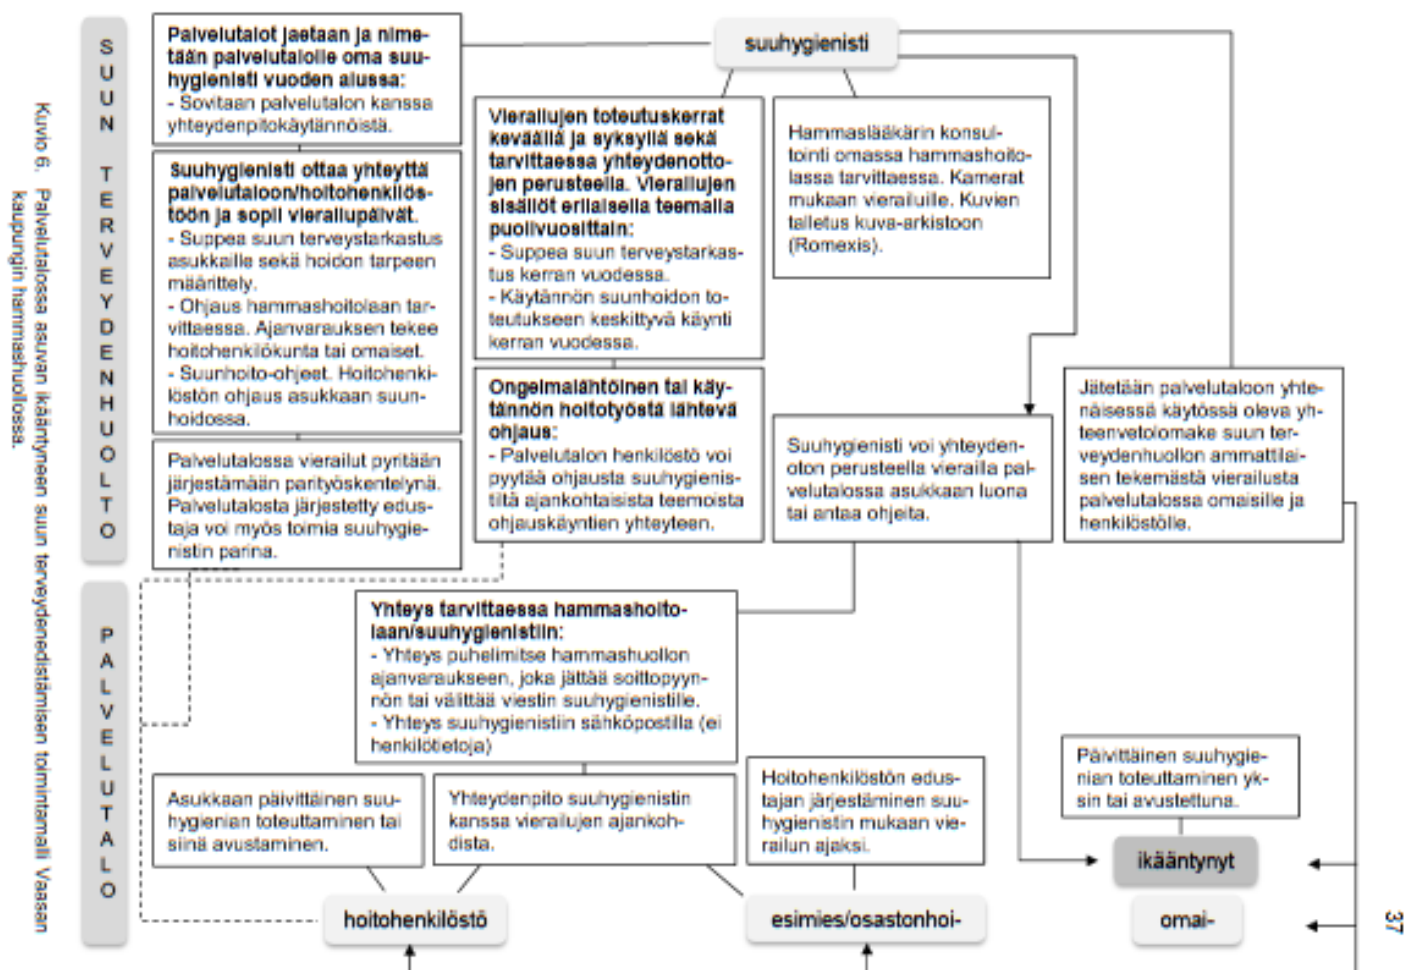 SUUN TERVEYDENHUOLTO
suuhygienisti
Palvelutalot jaetaan ja nime-
tään palvelutalolle oma suu-
hygienisti vuoden alussa:
- Sovitaan palvelutalon kanssa
yhteydenpitokäytännöistä.
Suuhygienisti ottaa yhteyttä
palvelutaloon/hoitohenkilös-
töön ja sopii vierailupäivät.
- Suppea suun terveystarkastus
asukkaille sekä hoidon tarpeen
määrittely.
- Ohjaus hammashoitolaan tar-
vittaessa. Ajanvarauksen tekee
hoitohenkilökunta tai omaiset.
- Suunhoito-ohjeet. Hoitohenki-
löstön ohjaus asukkaan suun-
hoidossa.
Palvelutalossa vierailut pyritään
järjestämään parityöskentelynä.
Palvelutalosta järjestetty edus-
taja voi myös toimia suuhygie-
nistin parina.
Vierailujen toteutuskerrat
keväällä ja syksyllä sekä
tarvittaessa yhteydenotto-
jen perusteella. Vierailujen
sisällöt erilaisella teemalla
puolivuosittain:
- Suppea suun terveystarkas-
tus kerran vuodessa.
- Käytännön suunhoidon to-
teutukseen keskittyvä käynti
kerran vuodessa.
Ongelmalähtöinen tai käy-
tännön hoitotyöstä lähtevä
ohjaus:
- Palvelutalon henkilöstö voi
pyytää ohjausta suuhygienis-
tiltä ajankohtaisista teemoista
ohjauskäyntien yhteyteen.
Hammaslääkärin konsul-
tointi omassa hammashoito-
lassa tarvittaessa. Kamerat
mukaan vierailuille. Kuvien
talletus kuva-arkistoon
(Romexis).
Suuhygienisti voi yhteyden-
oton perusteella vierailla pal-
velutalossa asukkaan luona
tai antaa ohjeita.
Jätetään palvelutaloon yhte-
näisessä käytössä oleva yh-
teenvetolomake suun ter-
veydenhuollon ammattilai-
sen tekemästä vierailusta
palvelutalossa omaisille ja
henkilöstölle.
PALVELUTALO
Yhteys tarvittaessa hammashoito-
laan/suuhygienistiin:
- Yhteys puhelimitse hammashuollon
ajanvaraukseen, joka jättää soittopyyn-
nön tai välittää viestin suuhygienistille.
- Yhteys suuhygienistiin sähköpostilla (ei
henkilötietoja)
Asukkaan päivittäinen suu-
hygienian toteuttaminen tai
siinä avustaminen.
Yhteydenpito suuhygienistin
kanssa vierailujen ajankoh-
dista.
Hoitohenkilöstön edus-
tajan järjestäminen suu-
hygienistin mukaan vie-
railun ajaksi.
Päivittäinen suuhygie-
nian toteuttaminen yk-
sin tai avustettuna.
ikääntynyt
hoitohenkilöstö
esimies/osastonhoi-
omai-
Kuvio 6. Palvelutalossa asuvan ikääntyneen suun terveydenedistämisen toimintamalli Vaasan
kaupungin hammashuollossa.
37